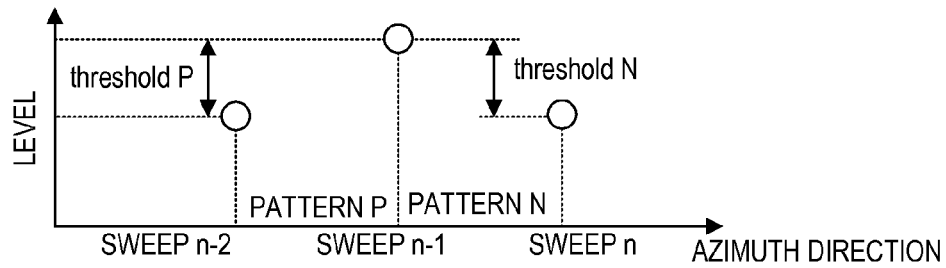 LEVEL
threshold P
threshold N
PATTERN P
PATTERN N
SWEEP n-2
SWEEP n-1
SWEEP n
AZIMUTH DIRECTION